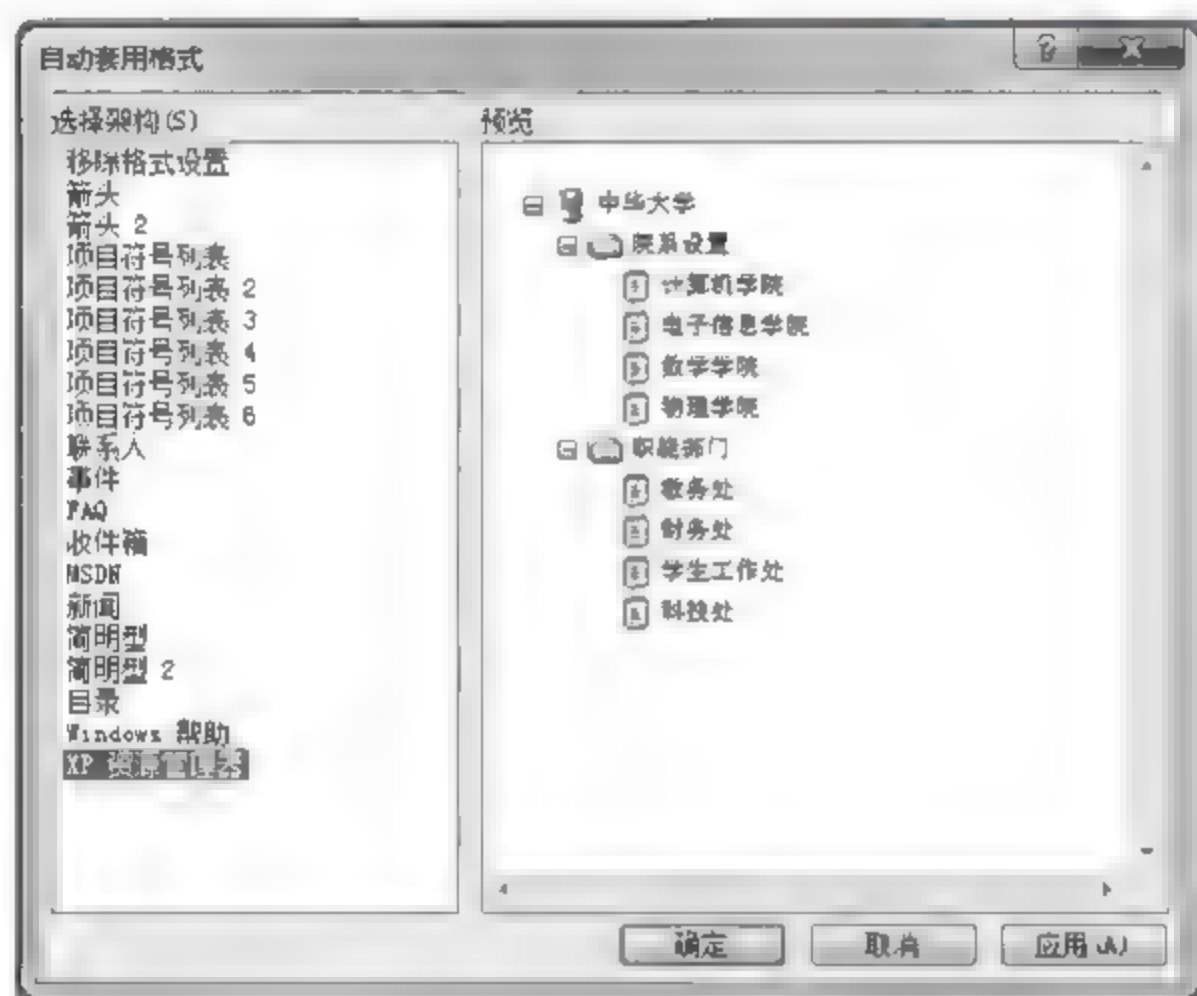 自动套用格式
选择架构(S)
移除格式设置
箭头
箭头 2
项目符号列表
项目符号列表 2
项目符号列表 3
项目符号列表 4
项目符号列表 5
项目符号列表 6
联系人
事件
FAQ
收件箱
MSDN
新闻
简明型
简明型 2
目录
Windows 帮助
XP 资源管理器
预览
中华大学
院系设置
计算机学院
电子信息学院
数学学院
物理学院
职能部门
教务处
财务处
学生工作处
科技处
确定
取消
应用(A)